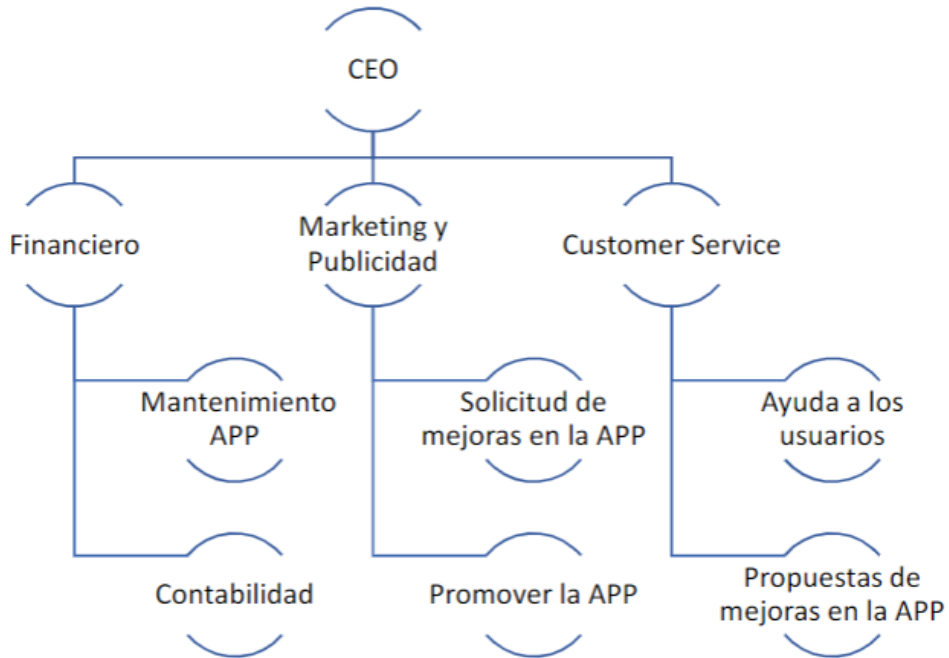 CEO
Financiero
Marketing y
Publicidad
Customer Service
Mantenimiento
APP
Solicitud de
mejoras en la APP
Ayuda a los
usuarios
Contabilidad
Promover la APP
Propuestas de
mejoras en la APP